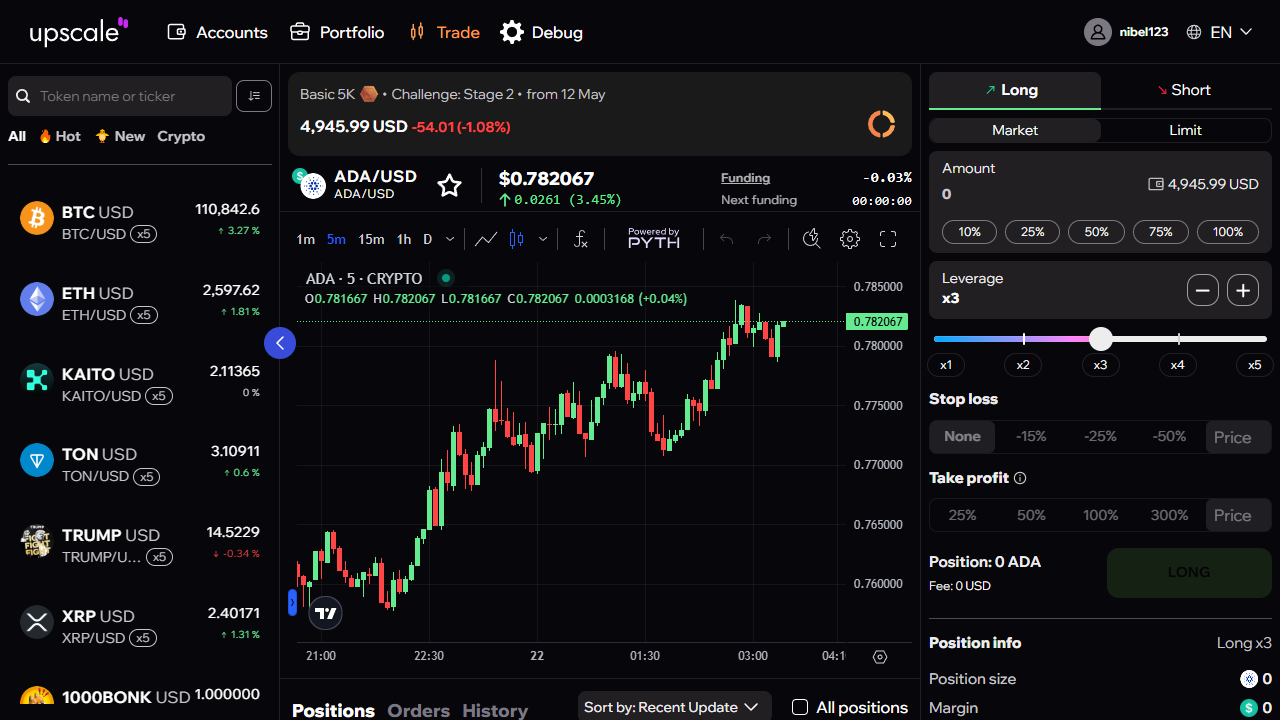 upscale Accounts Portfolio Trade Debug nibel123 EN
Token name or ticker
All Hot New Crypto
BTC USD 110,842.6
BTC/USD x5 ↑ 3.27 %
ETH USD 2,597.62
ETH/USD x5 ↑ 1.81 %
KAITO USD 2.11365
KAITO/USD x5 0 %
TON USD 3.10911
TON/USD x5 ↑ 0.6 %
TRUMP USD 14.5229
TRUMP/U... x5 ↓ -0.34 %
XRP USD 2.40171
XRP/USD x5 ↑ 1.31 %
1000BONK USD 1.000000
Basic 5K • Challenge: Stage 2 • from 12 May
4,945.99 USD -54.01 (-1.08%)
ADA/USD
ADA/USD
$0.782067
↑ 0.0261 (3.45%)
Funding -0.03%
Next funding 00:00:00
1m 5m 15m 1h D Powered by PYTH
ADA · 5 · CRYPTO
O0.781667 H0.782067 L0.781667 C0.782067 0.0003168 (+0.04%)
0.785000
0.782067
0.780000
0.775000
0.770000
0.765000
0.760000
21:00 22:30 22 01:30 03:00 04:1
Positions Orders History Sort by: Recent Update All positions
Long Short
Market Limit
Amount
0 4,945.99 USD
10% 25% 50% 75% 100%
Leverage
x3
x1 x2 x3 x4 x5
Stop loss
None -15% -25% -50% Price
Take profit
25% 50% 100% 300% Price
Position: 0 ADA
Fee: 0 USD
LONG
Position info Long x3
Position size 0
Margin 0